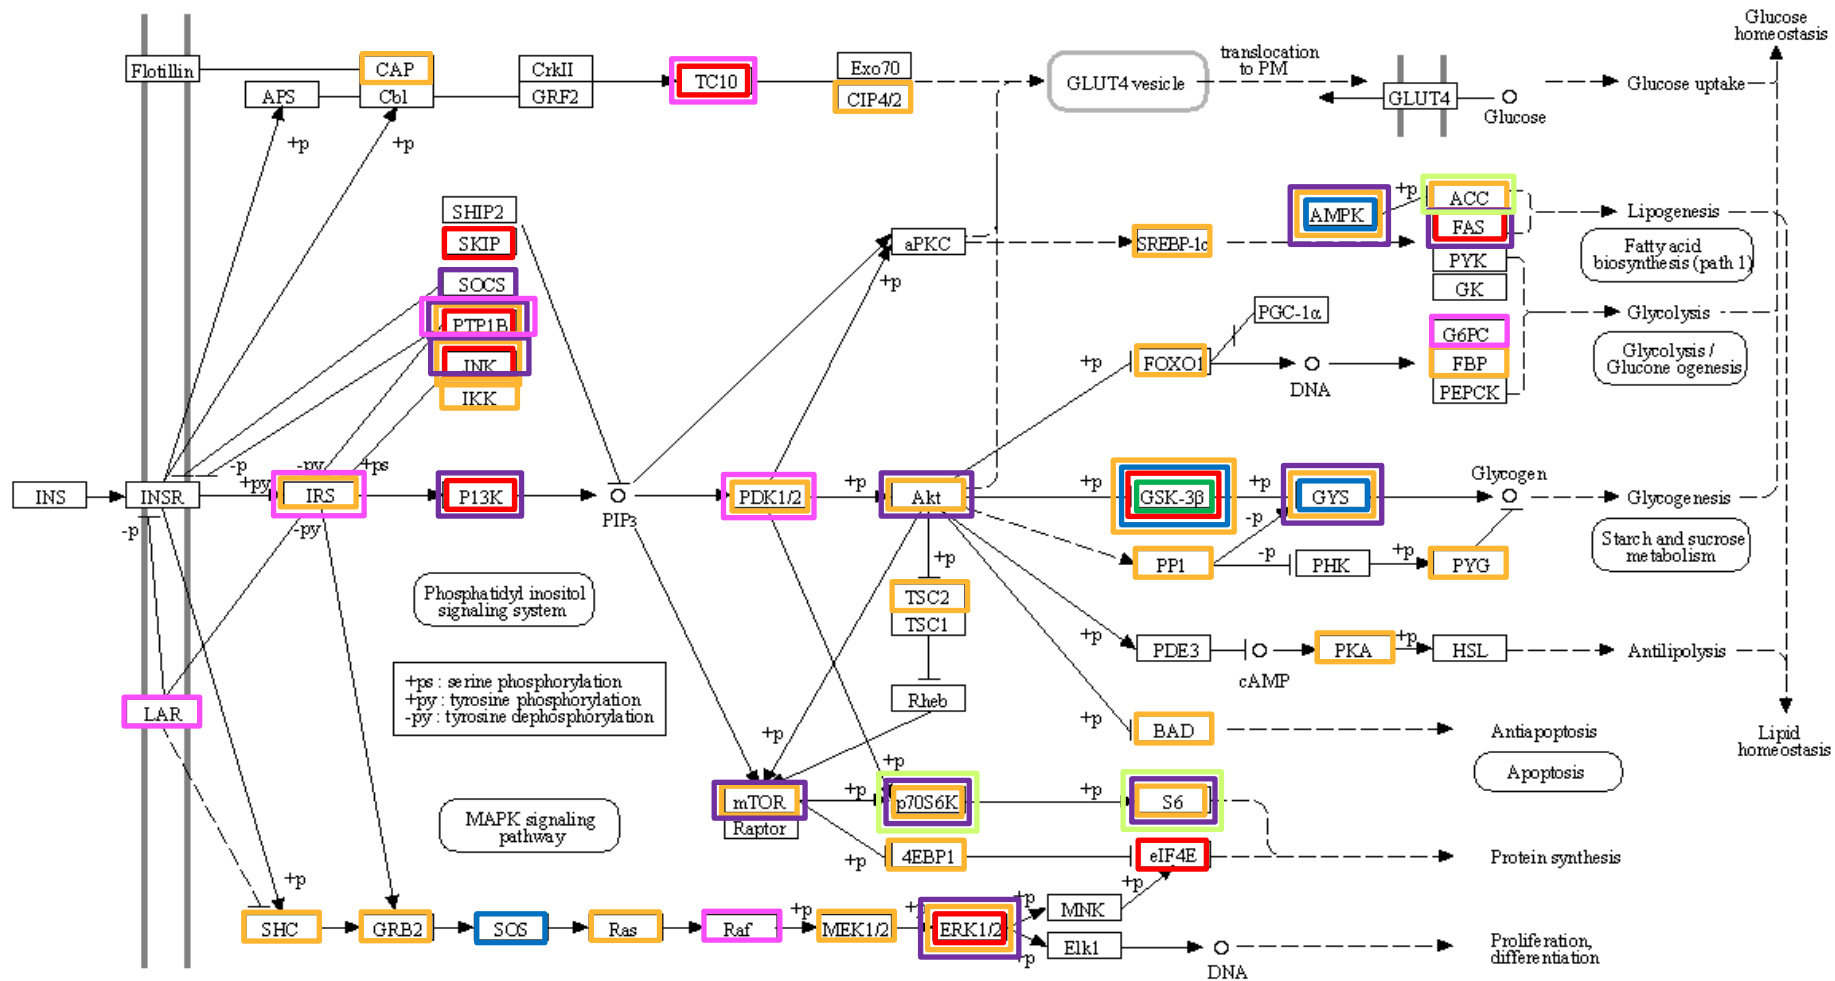 Glucose
homeostasis
Flotillin
CAP
CrkII
TC10
Exo70
translocation
to PM
APS
Cbl
GRF2
CIP4/2
GLUT4 vesicle
GLUT4
Glucose
Glucose uptake
+p
+p
SHIP2
SKIP
SOCS
PTP1B
JNK
IKK
aPKC
+p
SREBP-1c
AMPK
+p
ACC
FAS
PYK
GK
Lipogenesis
Fatty acid
biosynthesis (path 1)
PGC-1α
G6PC
FBP
PEPCK
Glycolysis
Glycolysis /
Glucone ogenesis
+p
FOXO1
DNA
-p
-py
+ps
+py
INS
INSR
IRS
P13K
PIP3
PDK1/2
+p
Akt
+p
GSK-3β
+p
GYS
Glycogen
Glycogenesis
-p
-py
-p
PP1
-p
PHK
+p
PYG
Starch and sucrose
metabolism
Phosphatidyl inositol
signaling system
+p
TSC2
TSC1
+p
PDE3
cAMP
PKA
+p
HSL
Antilipolysis
+ps : serine phosphorylation
+py : tyrosine phosphorylation
-py : tyrosine dephosphorylation
Rheb
LAR
+p
+p
BAD
Antiapoptosis
Lipid
homeostasis
Apoptosis
+p
mTOR
Raptor
+p
p70S6K
+p
S6
MAPK signaling
pathway
+p
4EBP1
eIF4E
Protein synthesis
+p
+p
SHC
GRB2
SOS
Ras
Raf
+p
MEK1/2
+p
ERK1/2
+p
MNK
+p
Elk1
DNA
Proliferation,
differentiation